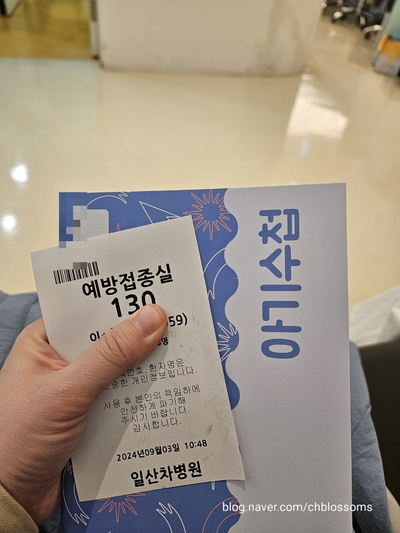 예방접종실
130
59)
환자명은
개인정보입니다.
사용 후 본인의 책임하에
안전하게 파기해
주시기 바랍니다.
감사합니다.
2024년09월03일 10:48
일산차병원
아기수첩
blog.naver.com/chblossoms